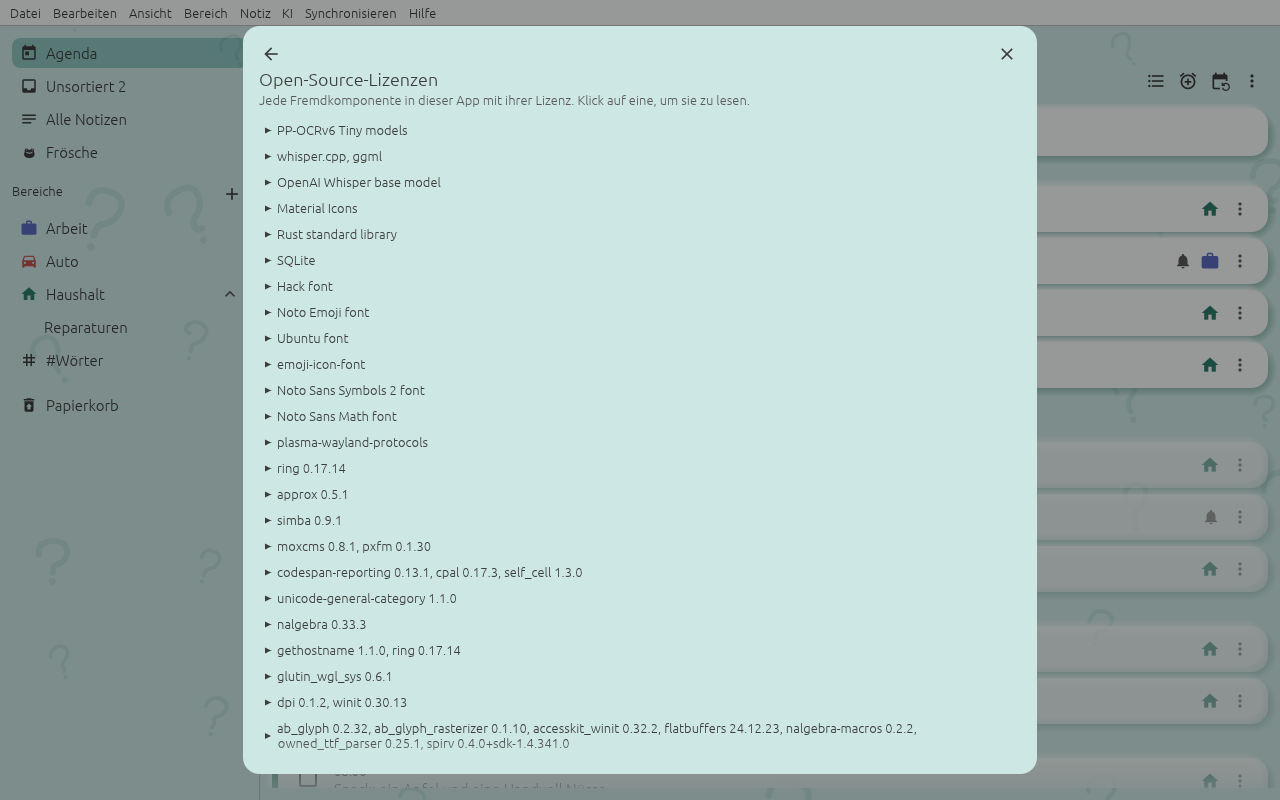 Datei Bearbeiten Ansicht Bereich Notiz KI Synchronisieren Hilfe
Agenda
Unsortiert 2
Alle Notizen
Frösche
Bereiche
Arbeit
Auto
Haushalt
Reparaturen
#Wörter
Papierkorb
Open-Source-Lizenzen
Jede Fremdkomponente in dieser App mit ihrer Lizenz. Klick auf eine, um sie zu lesen.
PP-OCRv6 Tiny models
whisper.cpp, ggml
OpenAI Whisper base model
Material Icons
Rust standard library
SQLite
Hack font
Noto Emoji font
Ubuntu font
emoji-icon-font
Noto Sans Symbols 2 font
Noto Sans Math font
plasma-wayland-protocols
ring 0.17.14
approx 0.5.1
simba 0.9.1
moxcms 0.8.1, pxfm 0.1.30
codespan-reporting 0.13.1, cpal 0.17.3, self_cell 1.3.0
unicode-general-category 1.1.0
nalgebra 0.33.3
gethostname 1.1.0, ring 0.17.14
glutin_wgl_sys 0.6.1
dpi 0.1.2, winit 0.30.13
ab_glyph 0.2.32, ab_glyph_rasterizer 0.1.10, accesskit_winit 0.32.2, flatbuffers 24.12.23, nalgebra-macros 0.2.2,
owned_ttf_parser 0.25.1, spirv 0.4.0+sdk-1.4.341.0